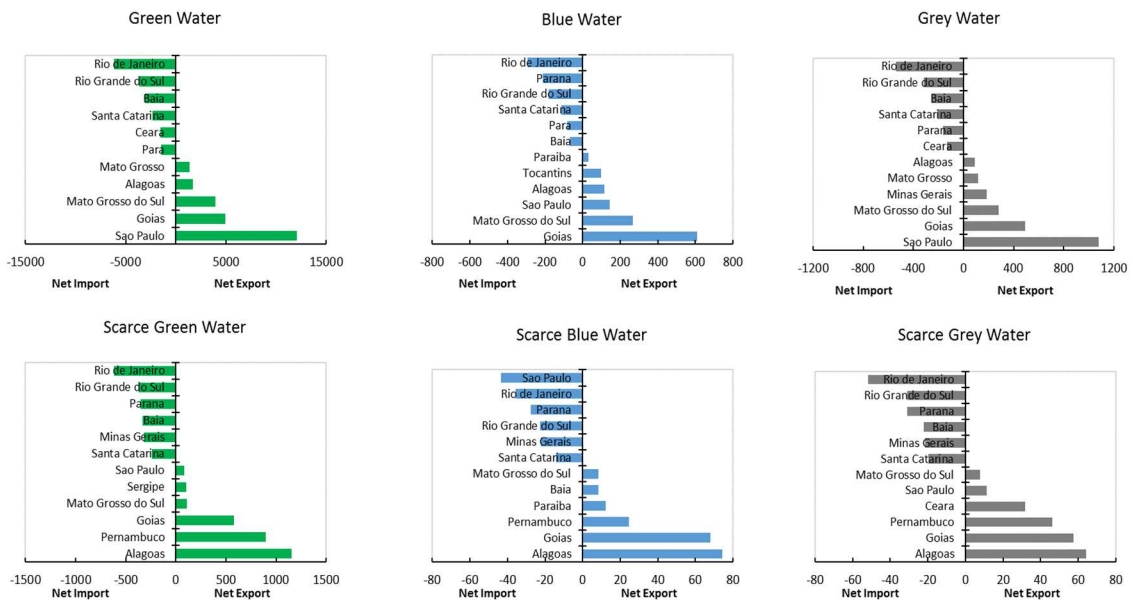 Green Water
Rio de Janeiro
Rio Grande do Sul
Baia
Santa Catarina
Ceara
Para
Mato Grosso
Alagoas
Mato Grosso do Sul
Goias
Sao Paulo
-15000 -5000 5000 15000
Net Import Net Export
Blue Water
Rio de Janeiro
Parana
Rio Grande do Sul
Santa Catarina
Para
Baia
Paraiba
Tocantins
Alagoas
Sao Paulo
Mato Grosso do Sul
Goias
-800 -600 -400 -200 0 200 400 600 800
Net Import Net Export
Grey Water
Rio de Janeiro
Rio Grande do Sul
Baia
Santa Catarina
Parana
Ceara
Alagoas
Mato Grosso
Minas Gerais
Mato Grosso do Sul
Goias
Sao Paulo
-1200 -800 -400 0 400 800 1200
Net Import Net Export
Scarce Green Water
Rio de Janeiro
Rio Grande do Sul
Parana
Baia
Minas Gerais
Santa Catarina
Sao Paulo
Sergipe
Mato Grosso do Sul
Goias
Pernambuco
Alagoas
-1500 -1000 -500 0 500 1000 1500
Net Import Net Export
Scarce Blue Water
Sao Paulo
Rio de Janeiro
Parana
Rio Grande do Sul
Minas Gerais
Santa Catarina
Mato Grosso do Sul
Baia
Paraiba
Pernambuco
Goias
Alagoas
-80 -60 -40 -20 0 20 40 60 80
Net Import Net Export
Scarce Grey Water
Rio de Janeiro
Rio Grande do Sul
Parana
Baia
Minas Gerais
Santa Catarina
Mato Grosso do Sul
Sao Paulo
Ceara
Pernambuco
Goias
Alagoas
-80 -60 -40 -20 0 20 40 60 80
Net Import Net Export